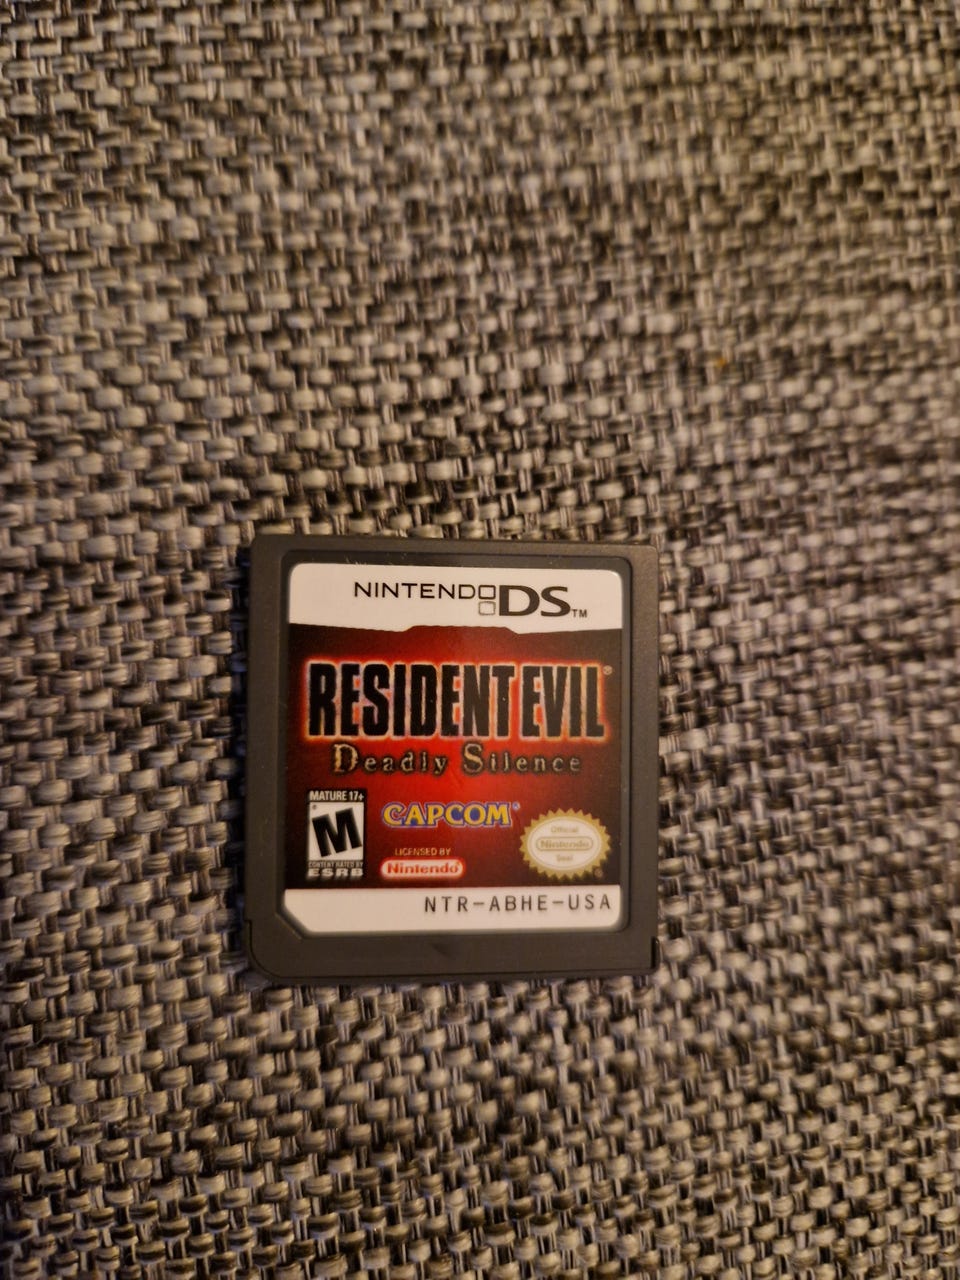 NINTENDO DS™
RESIDENT EVIL®
Deadly Silence
MATURE 17+
M
CONTENT RATED BY
ESRB
CAPCOM®
LICENSED BY
Nintendo®
Official
Nintendo
Seal
NTR-ABHE-USA